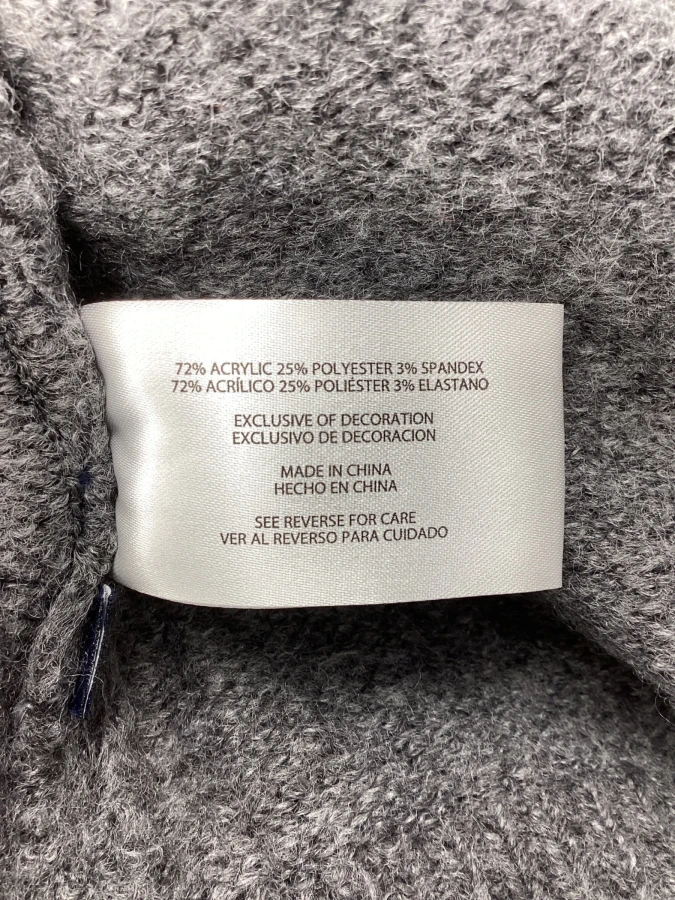 72% ACRYLIC 25% POLYESTER 3% SPANDEX
72% ACRÍLICO 25% POLIÉSTER 3% ELASTANO
EXCLUSIVE OF DECORATION
EXCLUSIVO DE DECORACION
MADE IN CHINA
HECHO EN CHINA
SEE REVERSE FOR CARE
VER AL REVERSO PARA CUIDADO